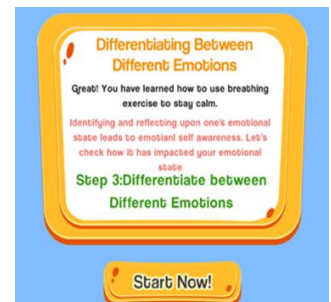 Differentiating Between
Different Emotions
Great! You have learned how to use breathing
exercise to stay calm.
Identifying and reflecting upon one's emotional
state leads to emotianl self awareness. Let's
check how it has impacted your emotional
state
Step 3:Differentiate between
Different Emotions
Start Now!